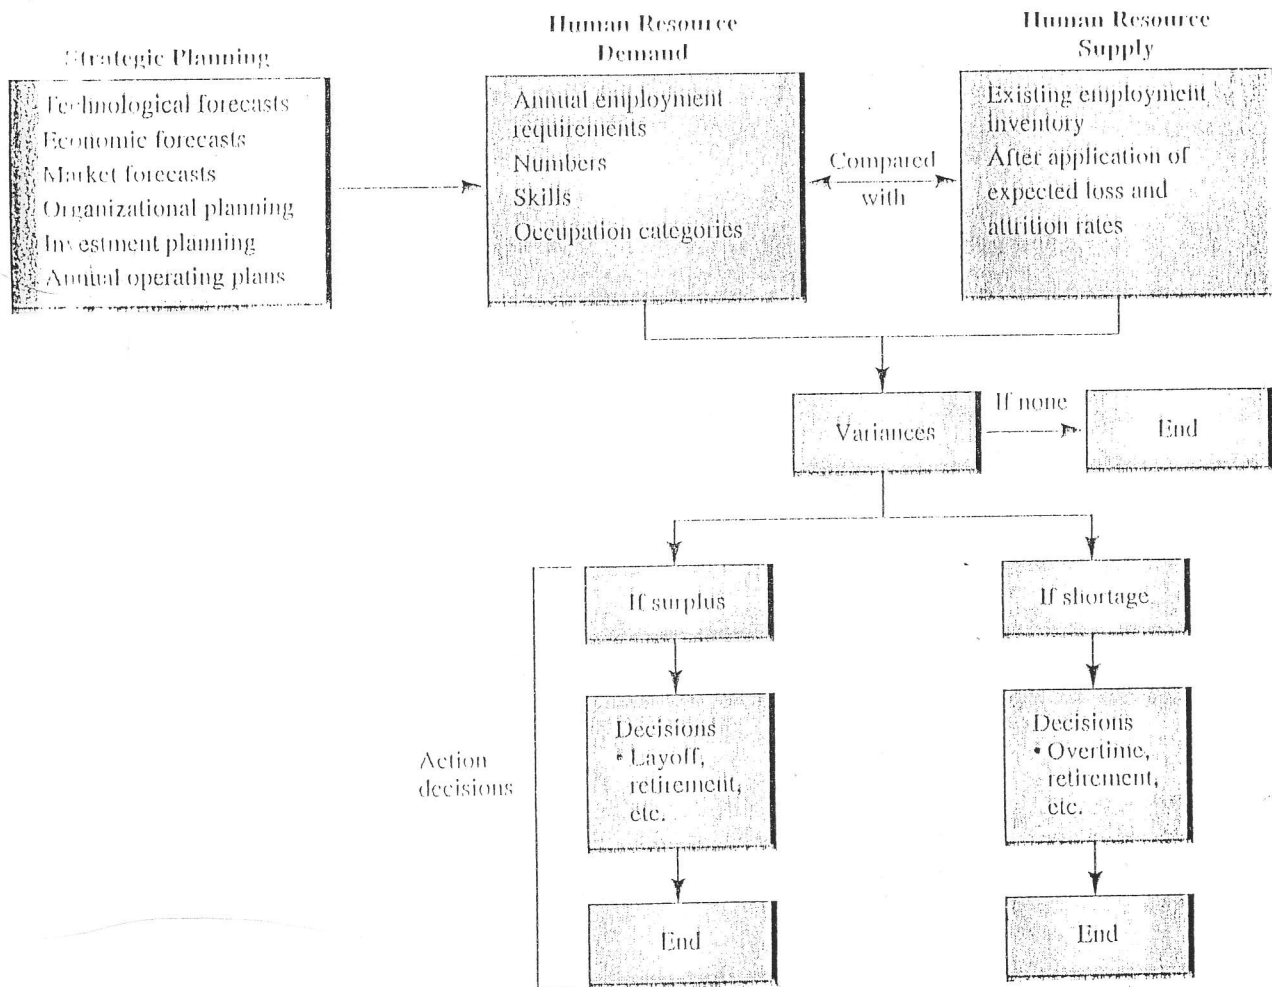 Strategic Planning
Technological forecasts
Economic forecasts
Market forecasts
Organizational planning
Investment planning
Annual operating plans
Human Resource
Demand
Annual employment
requirements
Numbers
Skills
Occupation categories
Compared
with
Human Resource
Supply
Existing employment
inventory
After application of
expected loss and
attrition rates
Variances
If none
End
Action
decisions
If surplus
Decisions
• Layoff,
retirement,
etc.
End
If shortage
Decisions
• Overtime,
retirement,
etc.
End